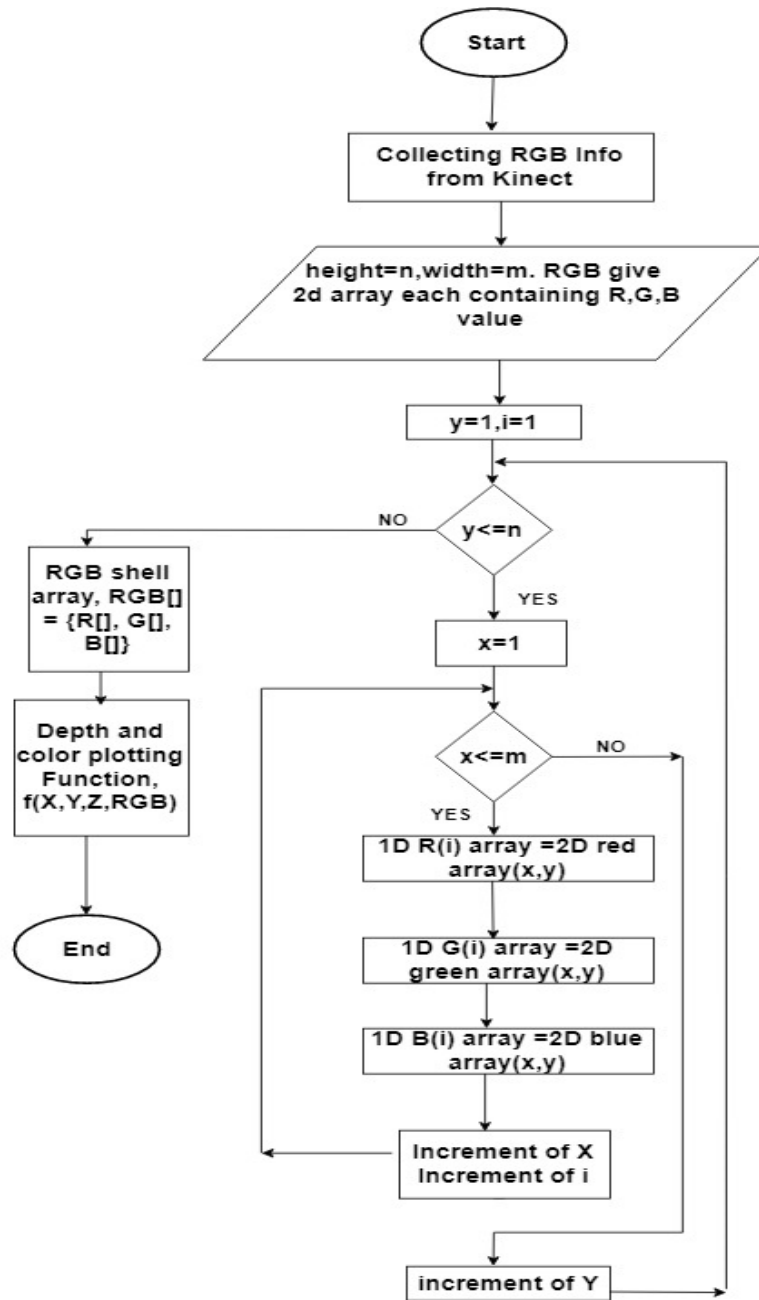 Start
Collecting RGB Info
from Kinect
height=n,width=m. RGB give
2d array each containing R,G,B
value
y=1,i=1
y<=n
NO
RGB shell
array, RGB[]
= {R[], G[],
B[]}
Depth and
color plotting
Function,
f(X,Y,Z,RGB)
End
YES
x=1
x<=m
NO
YES
1D R(i) array =2D red
array(x,y)
1D G(i) array =2D
green array(x,y)
1D B(i) array =2D blue
array(x,y)
Increment of X
Increment of i
increment of Y